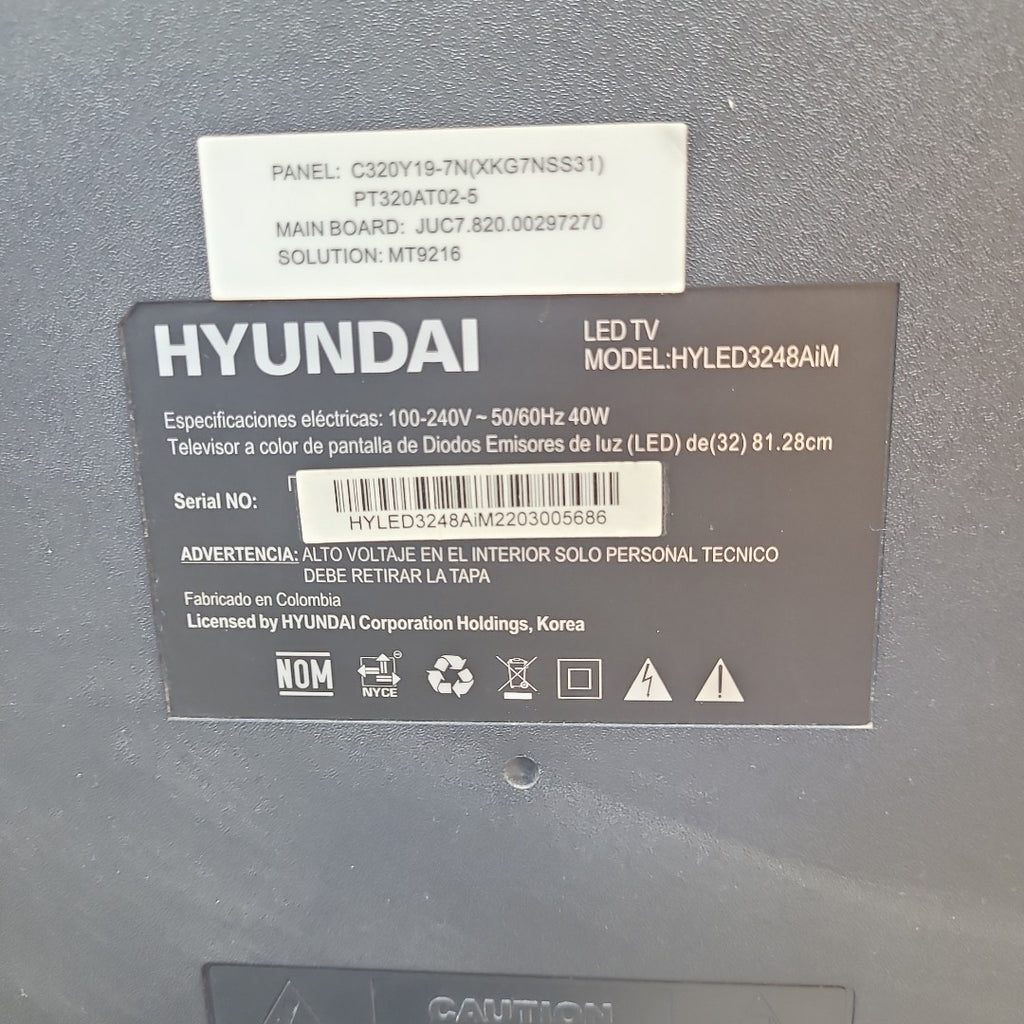 PANEL: C320Y19-7N(XKG7NSS31)
PT320AT02-5
MAIN BOARD: JUC7.820.00297270
SOLUTION: MT9216
HYUNDAI
LED TV
MODEL:HYLED3248AiM
Especificaciones eléctricas: 100-240V ~ 50/60Hz 40W
Televisor a color de pantalla de Diodos Emisores de luz (LED) de(32) 81.28cm
Serial NO:
HYLED3248AiM2203005686
ADVERTENCIA: ALTO VOLTAJE EN EL INTERIOR SOLO PERSONAL TECNICO
DEBE RETIRAR LA TAPA
Fabricado en Colombia
Licensed by HYUNDAI Corporation Holdings, Korea
NOM
NYCE
CAUTION